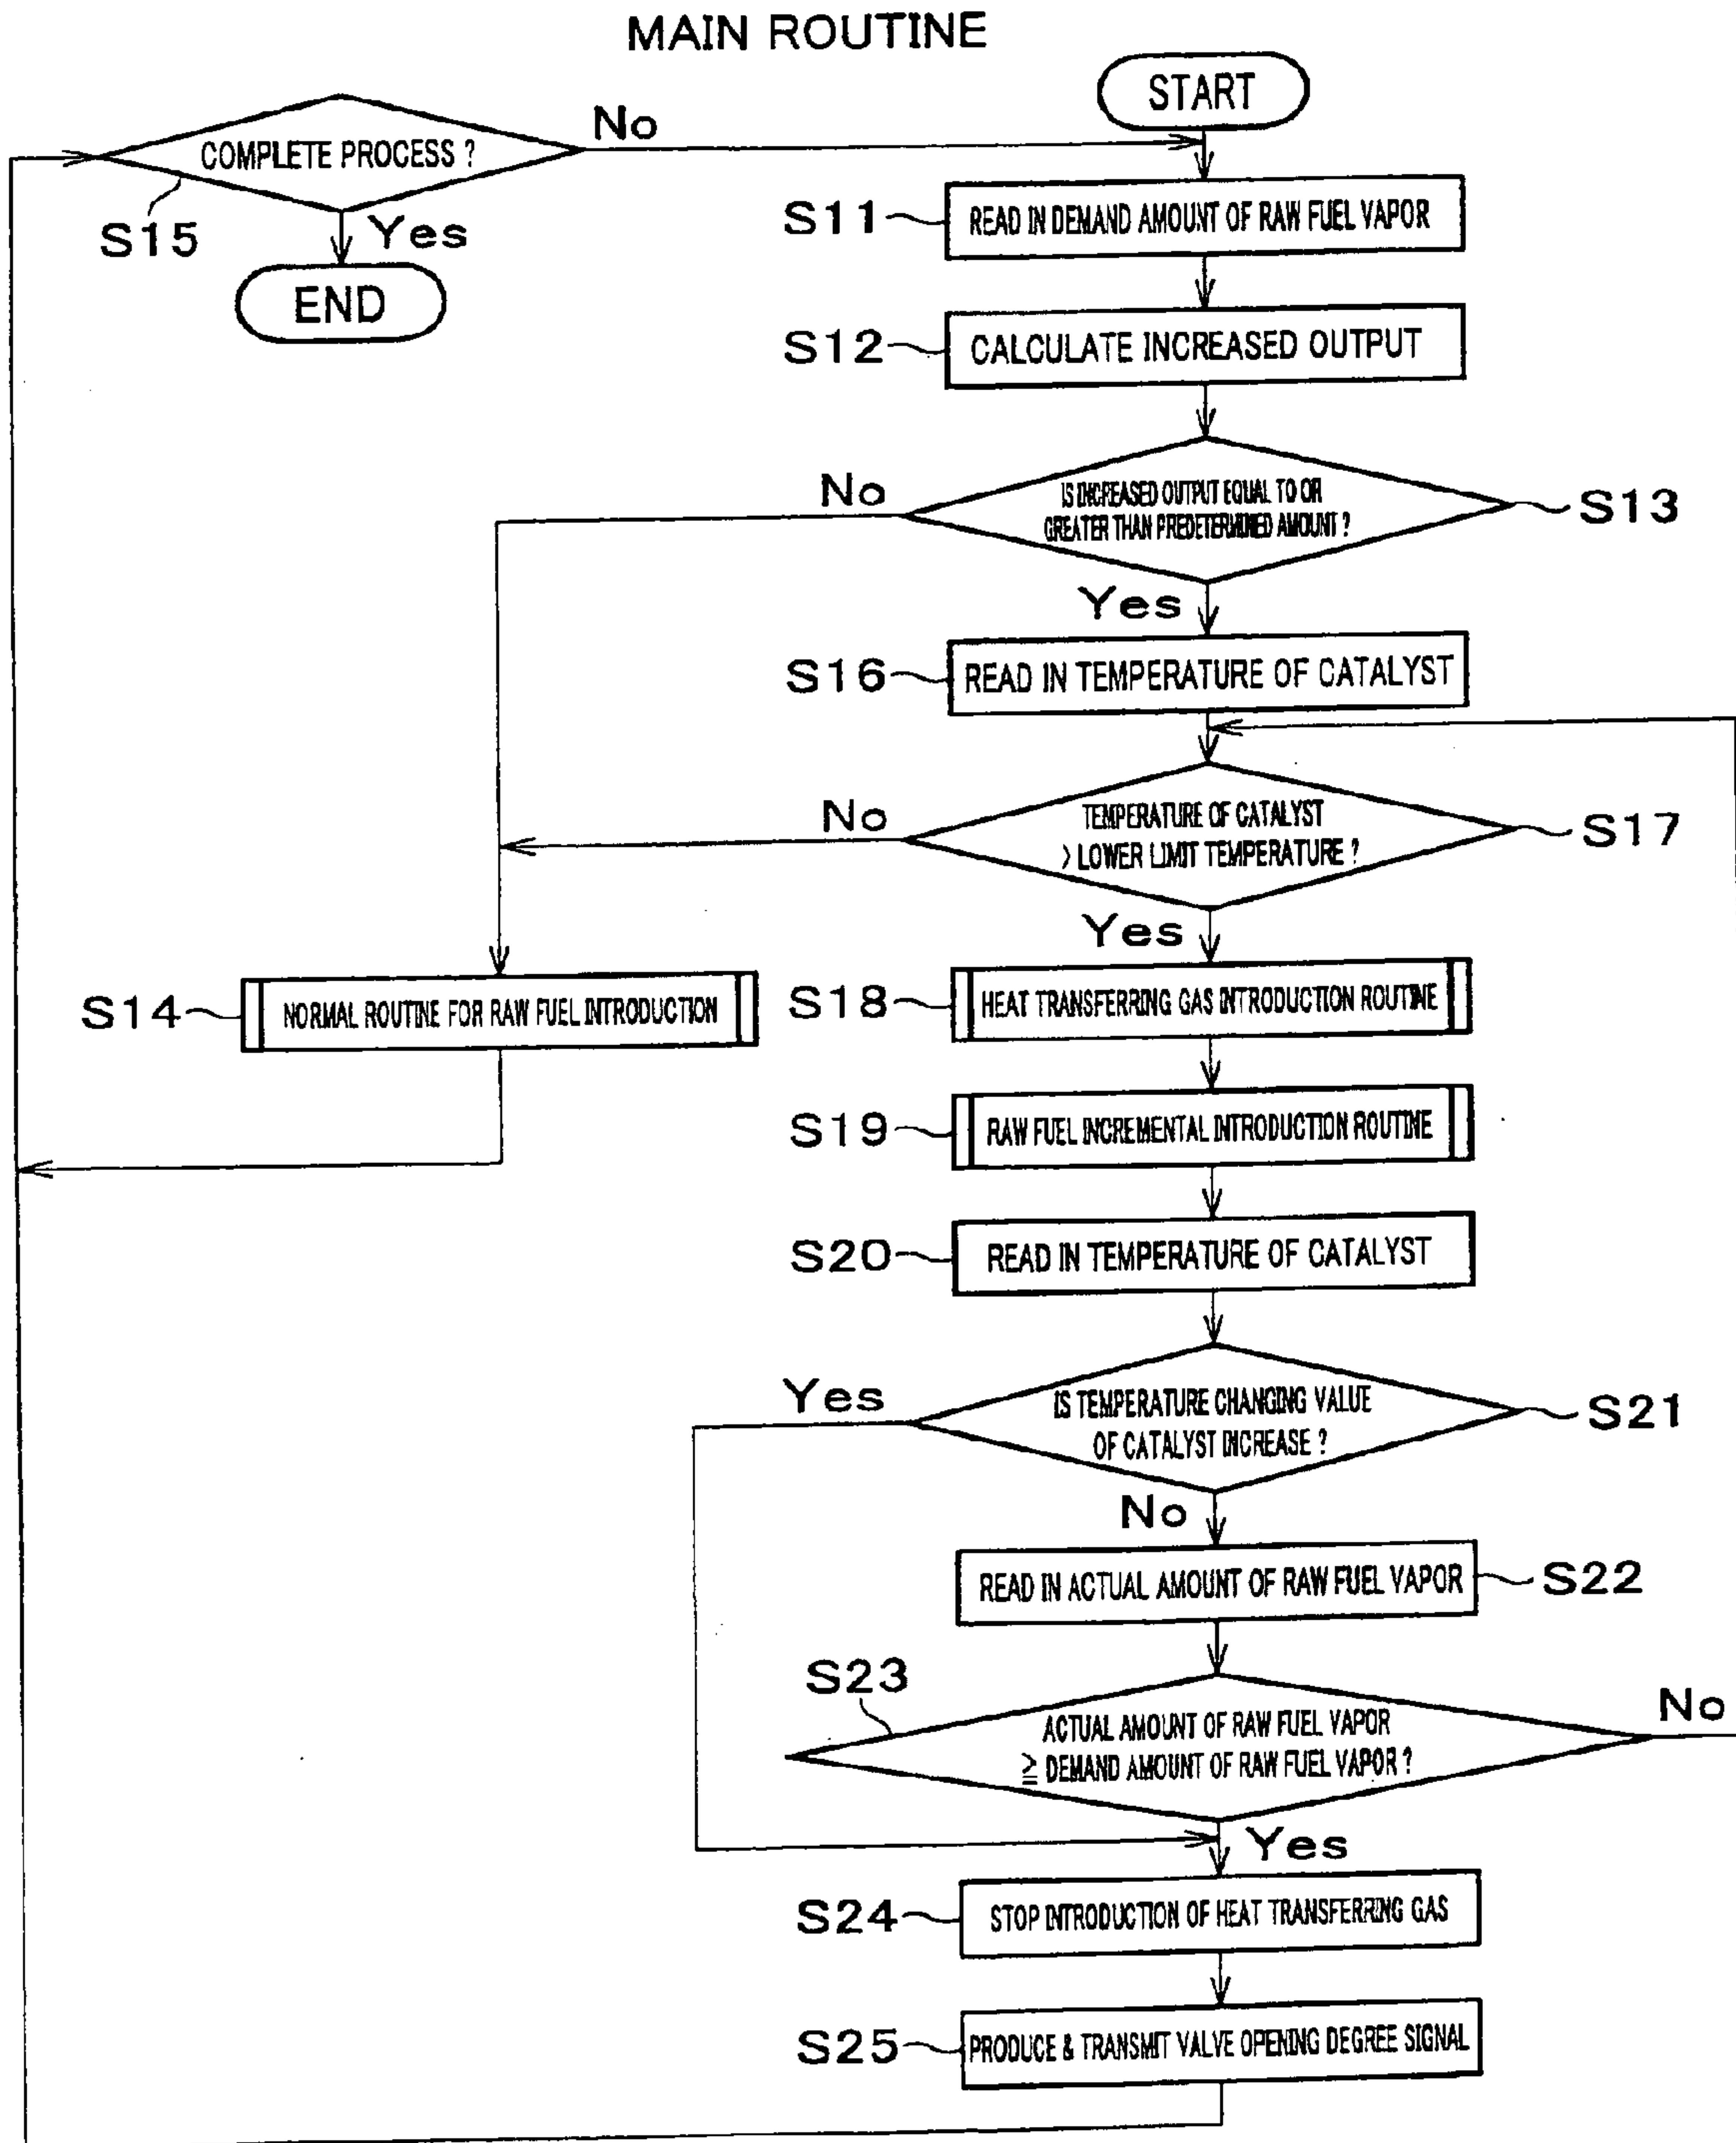 MAIN ROUTINE
START
COMPLETE PROCESS ?
No
S15
Yes
END
S11
READ IN DEMAND AMOUNT OF RAW FUEL VAPOR
S12
CALCULATE INCREASED OUTPUT
No
IS INCREASED OUTPUT EQUAL TO OR
GREATER THAN PREDETERMINED AMOUNT ?
S13
Yes
S16
READ IN TEMPERATURE OF CATALYST
No
TEMPERATURE OF CATALYST
> LOWER LIMIT TEMPERATURE ?
S17
Yes
S14
NORMAL ROUTINE FOR RAW FUEL INTRODUCTION
S18
HEAT TRANSFERRING GAS INTRODUCTION ROUTINE
S19
RAW FUEL INCREMENTAL INTRODUCTION ROUTINE
S20
READ IN TEMPERATURE OF CATALYST
Yes
IS TEMPERATURE CHANGING VALUE
OF CATALYST INCREASE ?
S21
No
READ IN ACTUAL AMOUNT OF RAW FUEL VAPOR
S22
S23
ACTUAL AMOUNT OF RAW FUEL VAPOR
≧ DEMAND AMOUNT OF RAW FUEL VAPOR ?
No
Yes
S24
STOP INTRODUCTION OF HEAT TRANSFERRING GAS
S25
PRODUCE & TRANSMIT VALVE OPENING DEGREE SIGNAL